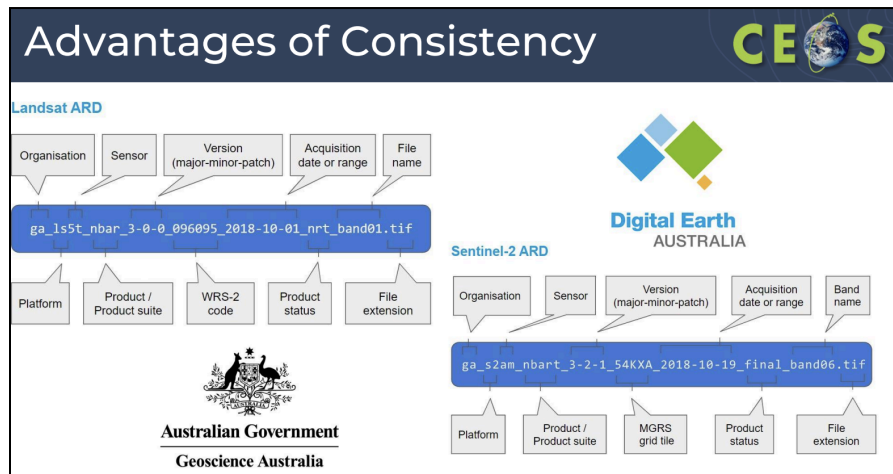 Advantages of Consistency
CEOS
Landsat ARD
Organisation
Sensor
Version
(major-minor-patch)
Acquisition
date or range
File
name
ga_ls5t_nbar_3-0-0_096095_2018-10-01_nrt_band01.tif
Platform
Product /
Product suite
WRS-2
code
Product
status
File
extension
AUSTRALIA
Australian Government
Geoscience Australia
Digital Earth
AUSTRALIA
Sentinel-2 ARD
Organisation
Sensor
Version
(major-minor-patch)
Acquisition
date or range
Band
name
ga_s2am_nbart_3-2-1_54KXA_2018-10-19_final_band06.tif
Platform
Product /
Product suite
MGRS
grid tile
Product
status
File
extension